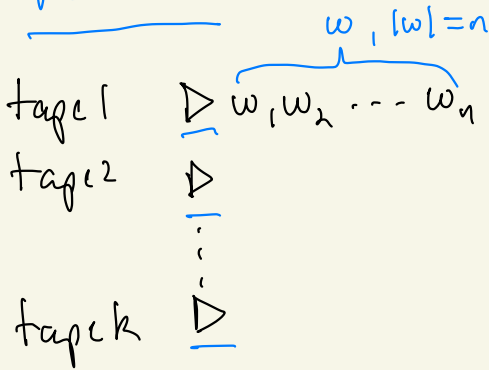 w, |w|=n
tape 1 ▷ w₁ w₂ --- wₙ
tape 2 ▷
⋮
tape k ▷